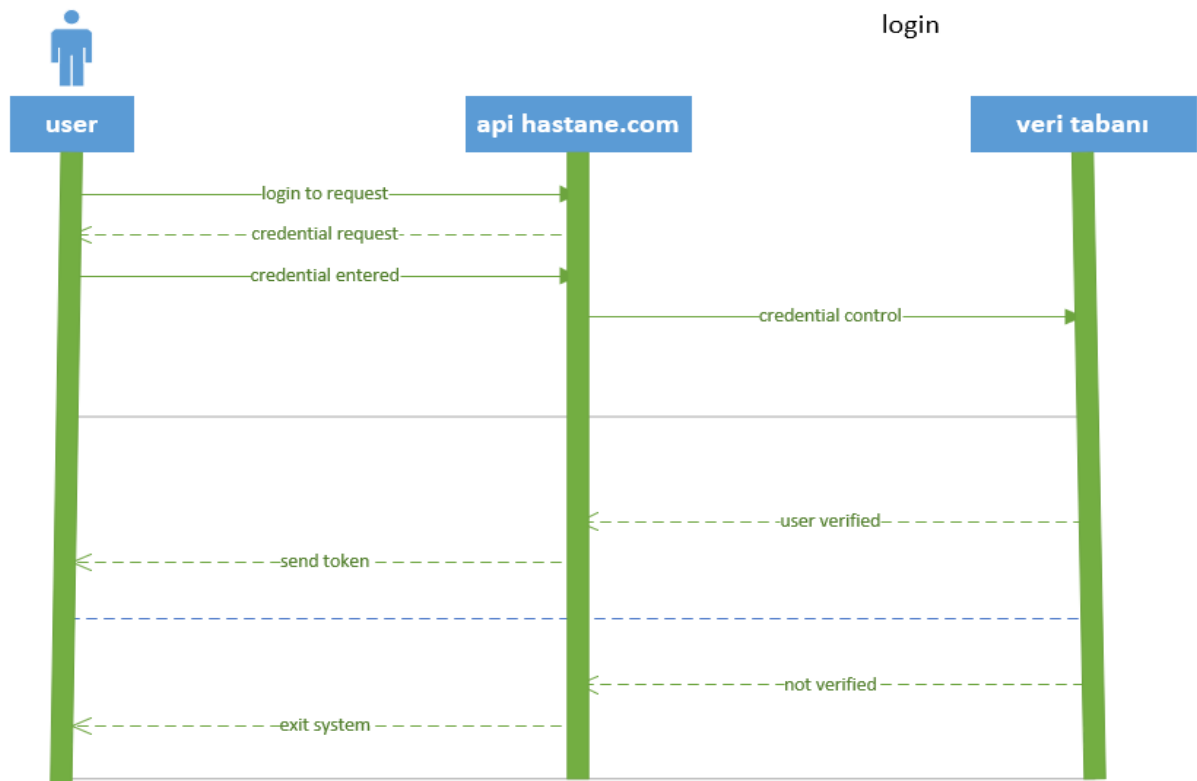 login
user
api hastane.com
veri tabanı
login to request
credential request
credential entered
credential control
user verified
send token
not verified
exit system